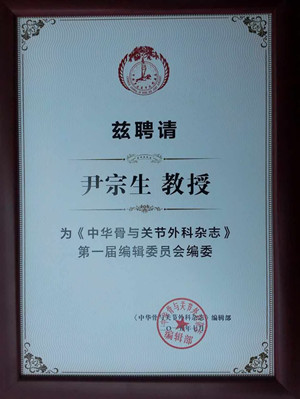 兹聘请
尹宗生 教授
为《中华骨与关节外科杂志》
第一届编辑委员会编委
《中华骨与关节外科杂志》编辑部